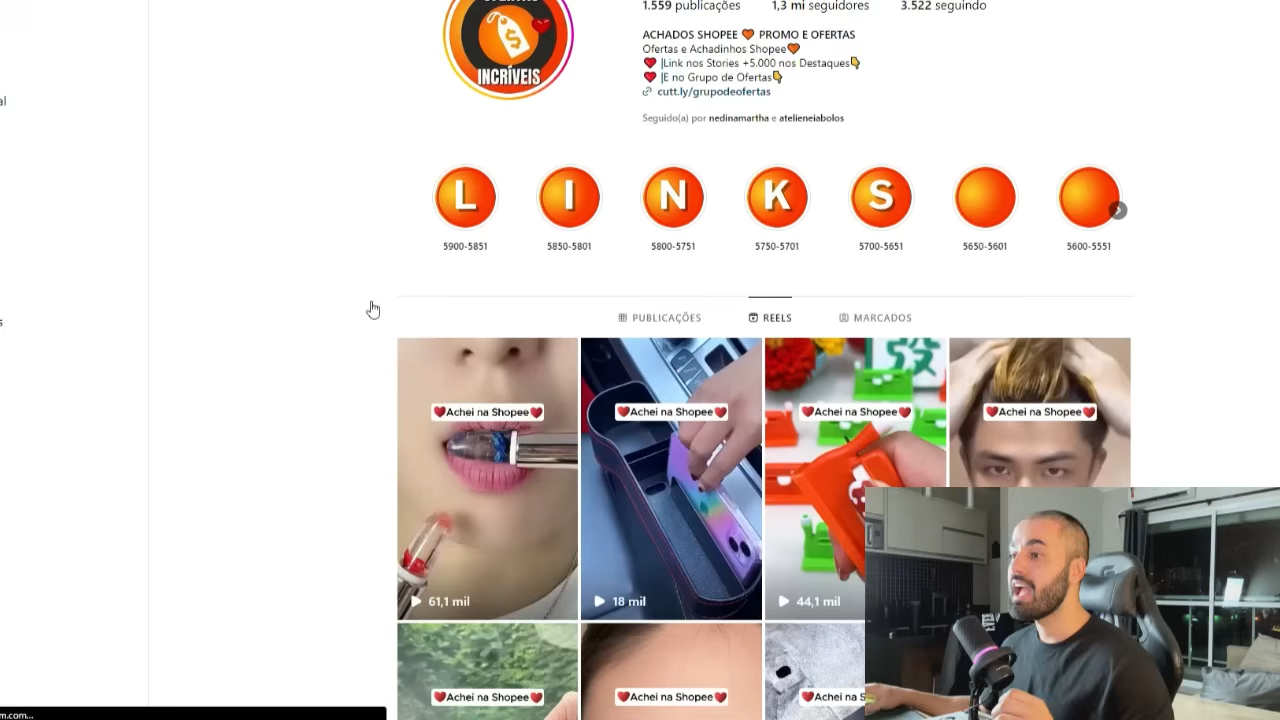 INCRÍVEIS
1.559 publicações 1,3 mi seguidores 3.522 seguindo
ACHADOS SHOPEE 🧡 PROMO E OFERTAS
Ofertas e Achadinhos Shopee🧡
❤️ |Link nos Stories +5.000 nos Destaques👇
❤️ |E no Grupo de Ofertas👇
cutt.ly/grupodeofertas
Seguido(a) por nedinamartha e atelieneiabolos
L I N K S
5900-5851 5850-5801 5800-5751 5750-5701 5700-5651 5650-5601 5600-5551
PUBLICAÇÕES REELS MARCADOS
❤️Achei na Shopee❤️ ❤️Achei na Shopee❤️ ❤️Achei na Shopee❤️ ❤️Achei na Shopee❤️
發
61,1 mil 18 mil 44,1 mil
❤️Achei na Shopee❤️ ❤️Achei na Shopee❤️ ❤️Achei na S
m.com...